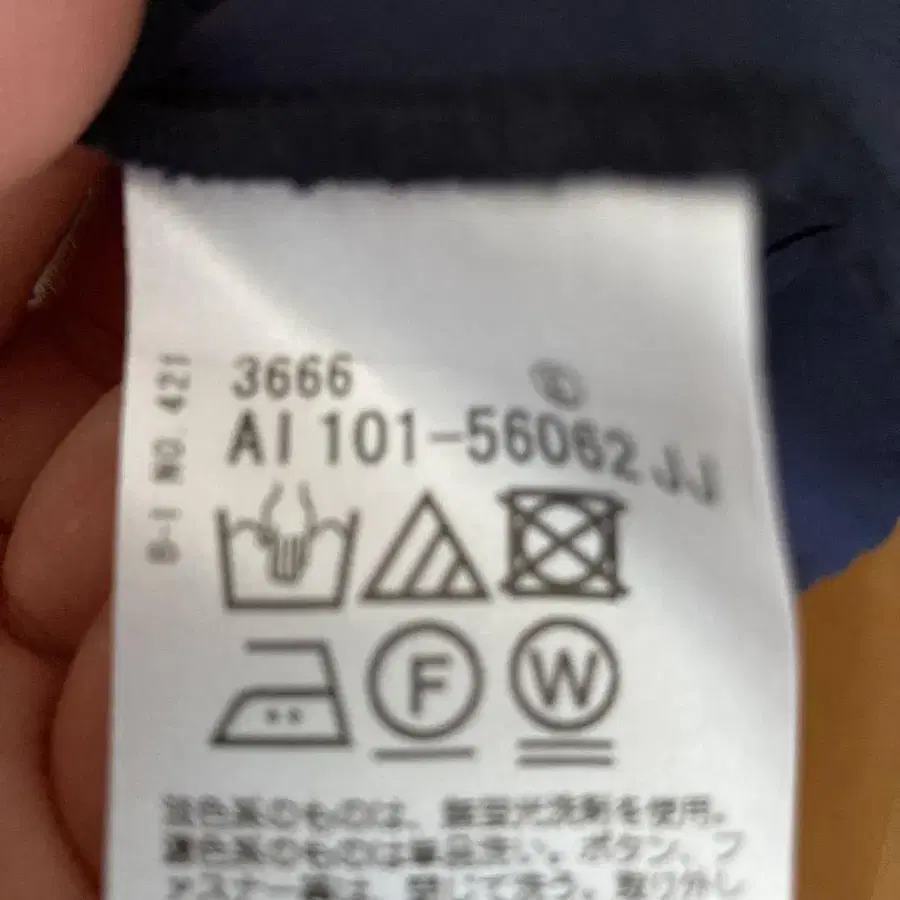 B-1 NO. 421
3666
AI 101-56062 JJ
F
W
淡色系のものは、無蛍光洗剤を使用。
濃色系のものは単品洗い。ボタン、フ
ァスナー等は、閉じて洗う。取り外し